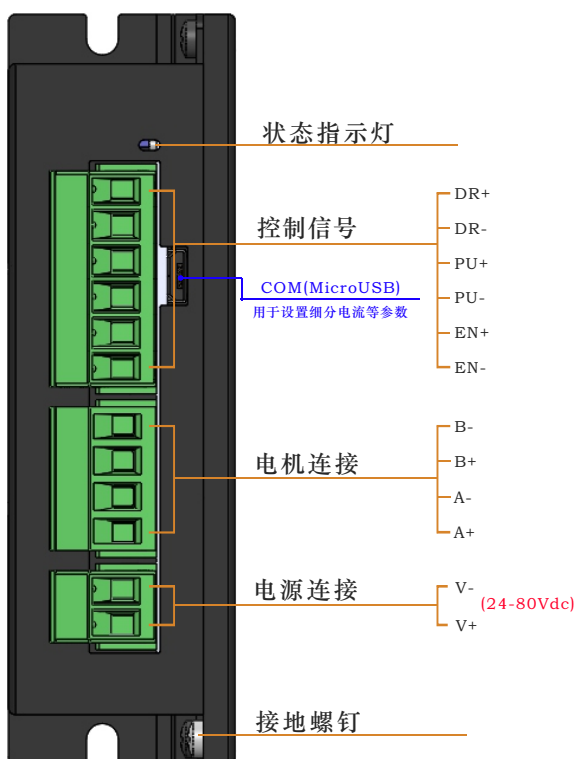 状态指示灯
控制信号
DR+
DR-
PU+
PU-
EN+
EN-
COM(MicroUSB)
用于设置细分电流等参数
电机连接
B-
B+
A-
A+
电源连接
V-
(24-80Vdc)
V+
接地螺钉